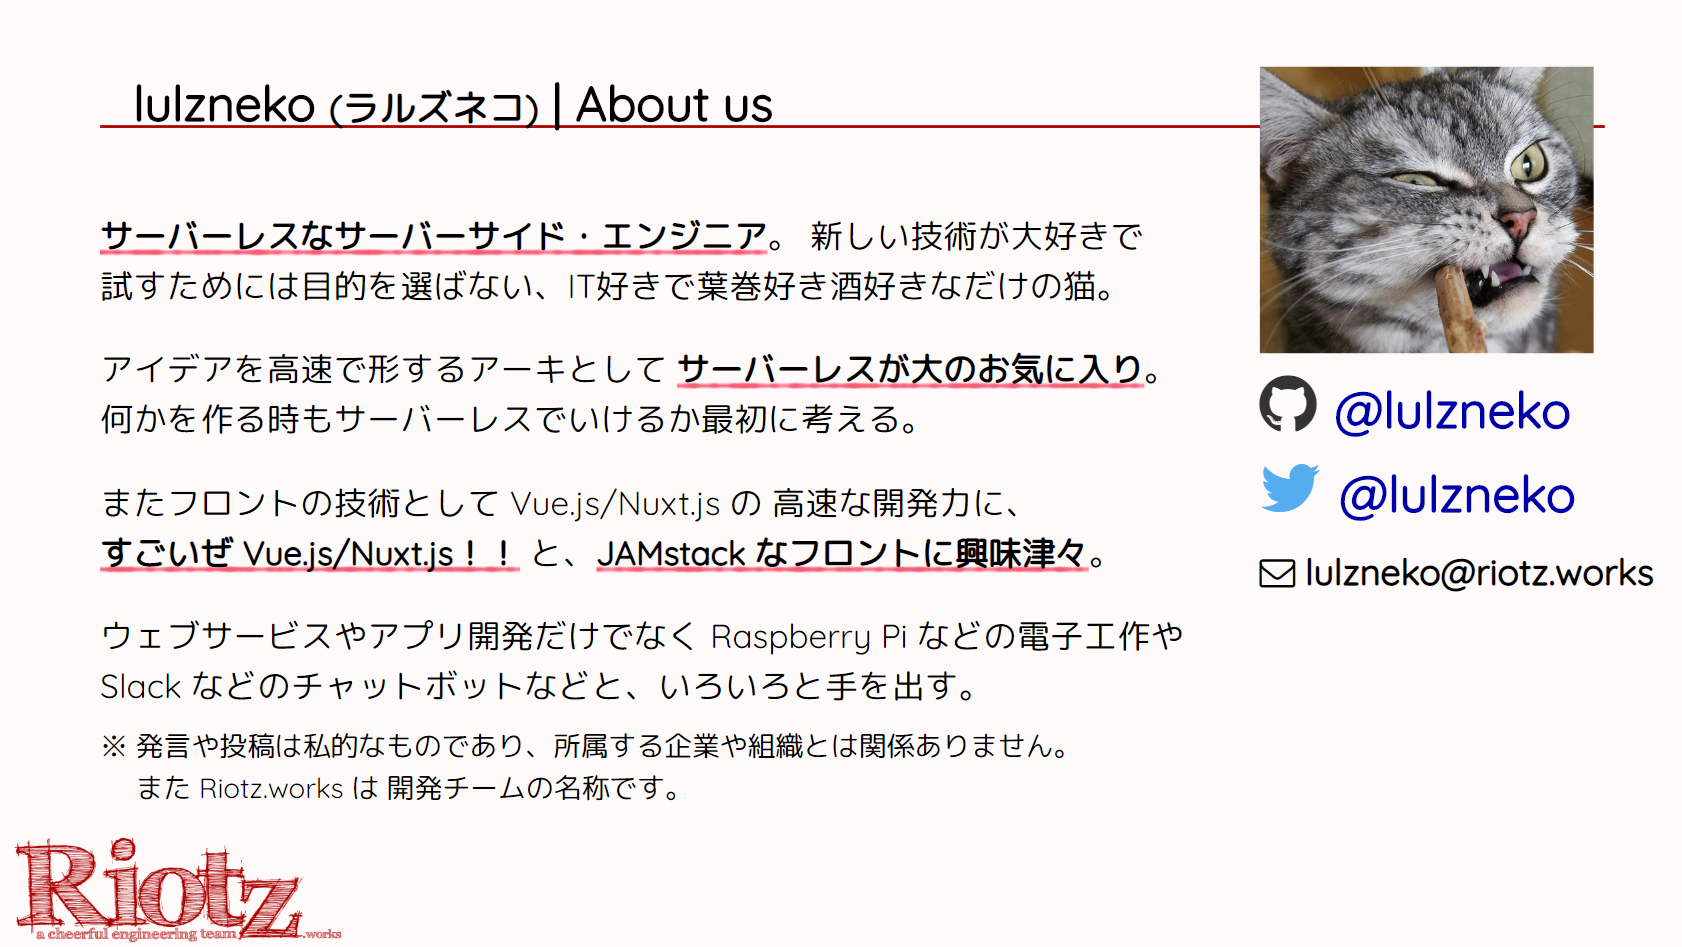 lulzneko (ラルズネコ) | About us
サーバーレスなサーバーサイド・エンジニア。 新しい技術が大好きで
試すためには目的を選ばない、IT好きで葉巻好き酒好きなだけの猫。
アイデアを高速で形するアーキとして サーバーレスが大のお気に入り。
何かを作る時もサーバーレスでいけるか最初に考える。
またフロントの技術として Vue.js/Nuxt.js の 高速な開発力に、
すごいぜ Vue.js/Nuxt.js！！ と、JAMstack なフロントに興味津々。
ウェブサービスやアプリ開発だけでなく Raspberry Pi などの電子工作や
Slack などのチャットボットなどと、いろいろと手を出す。
※ 発言や投稿は私的なものであり、所属する企業や組織とは関係ありません。
また Riotz.works は 開発チームの名称です。
@lulzneko
@lulzneko
lulzneko@riotz.works
Riotz
a cheerful engineering team .works